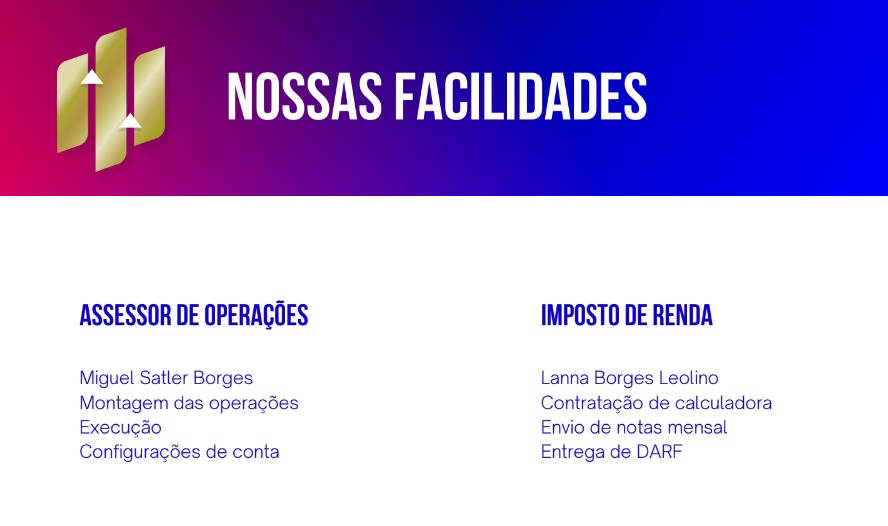 NOSSAS FACILIDADES
ASSESSOR DE OPERAÇÕES
Miguel Satler Borges
Montagem das operações
Execução
Configurações de conta
IMPOSTO DE RENDA
Lanna Borges Leolino
Contratação de calculadora
Envio de notas mensal
Entrega de DARF